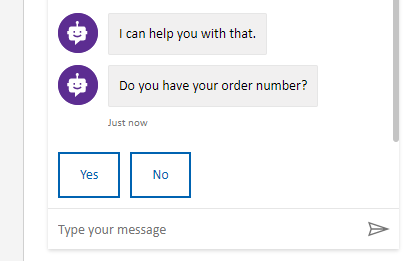 I can help you with that.
Do you have your order number?
Just now
Yes
No
Type your message